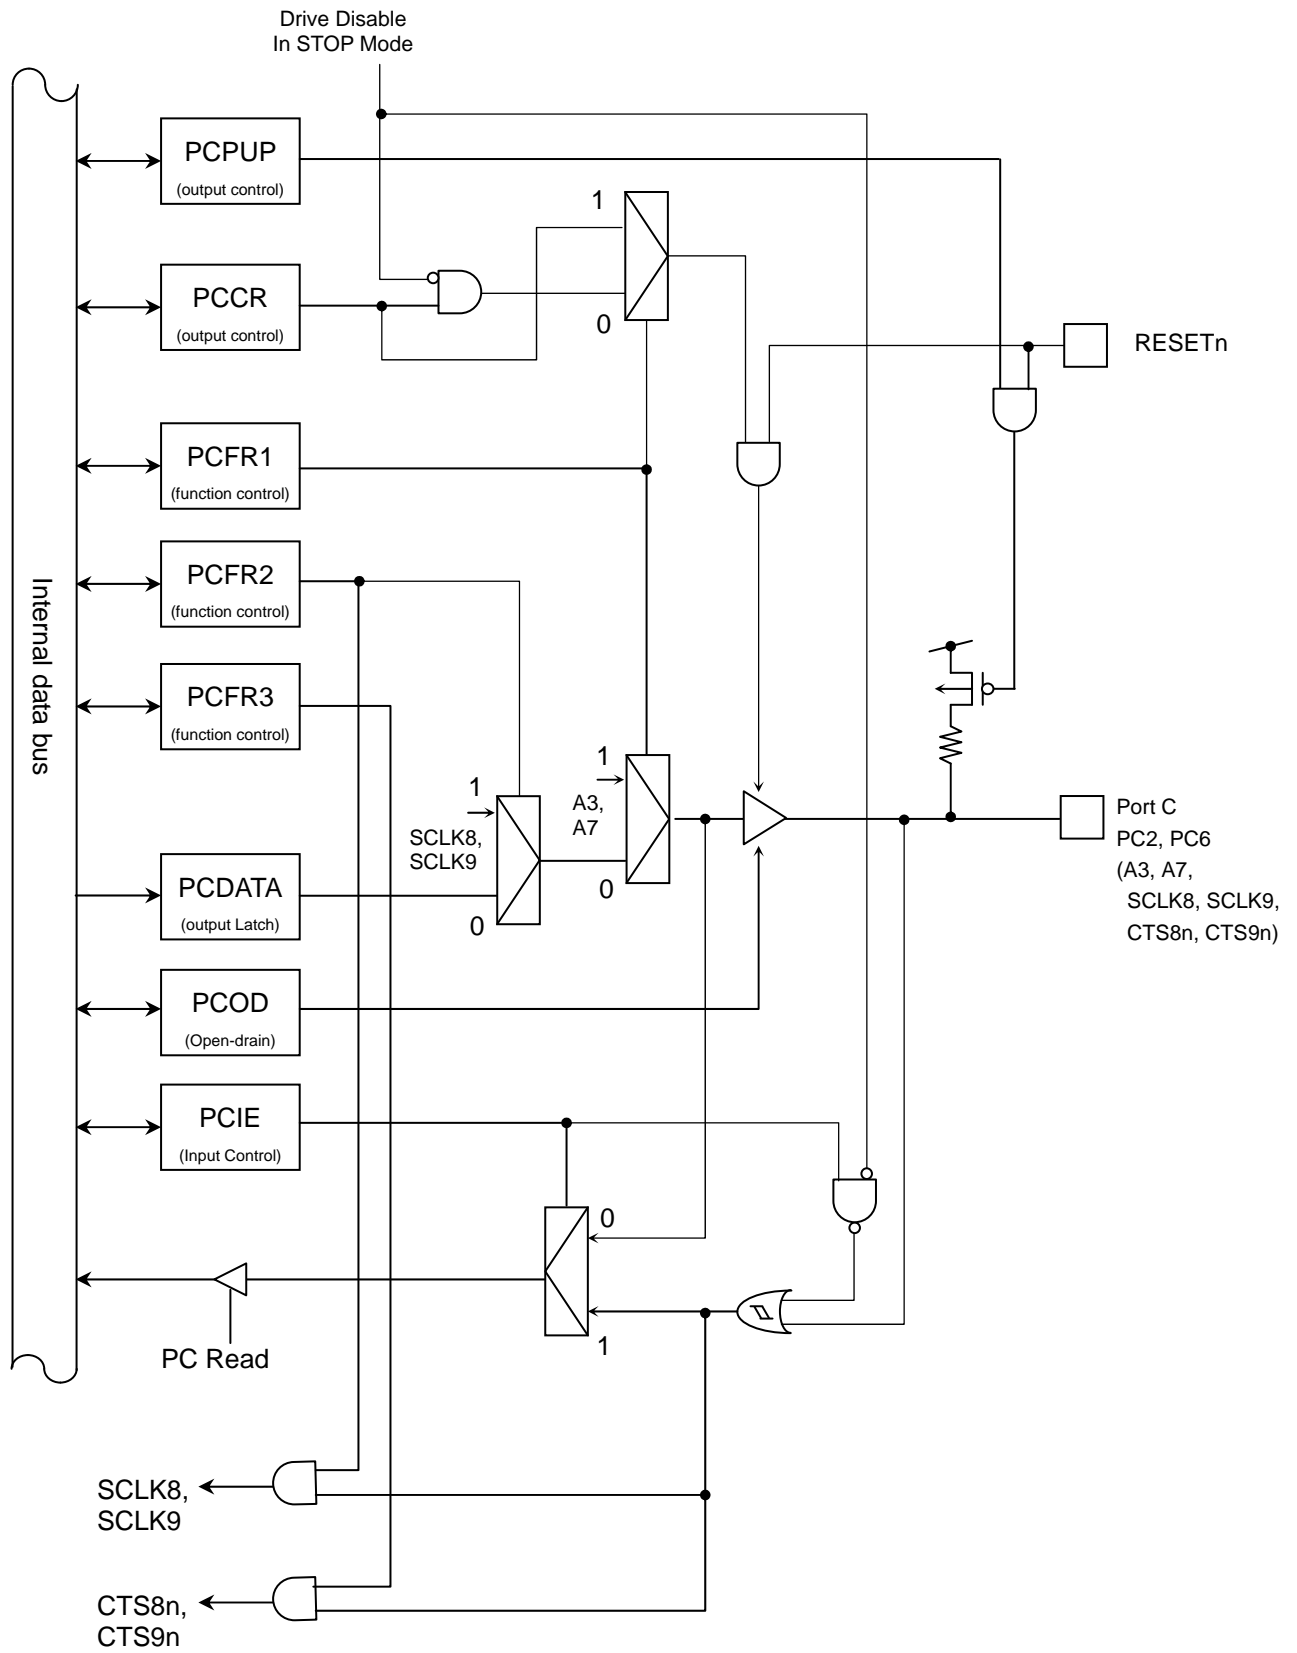 Drive Disable
In STOP Mode
PCPUP
(output control)
1
PCCR
(output control)
0
RESETn
PCFR1
(function control)
PCFR2
(function control)
Internal data bus
PCFR3
(function control)
1
A3,
A7
1
SCLK8,
SCLK9
Port C
PC2, PC6
(A3, A7,
SCLK8, SCLK9,
CTS8n, CTS9n)
PCDATA
(output Latch)
0
0
PCOD
(Open-drain)
PCIE
(Input Control)
0
1
PC Read
SCLK8,
SCLK9
CTS8n,
CTS9n